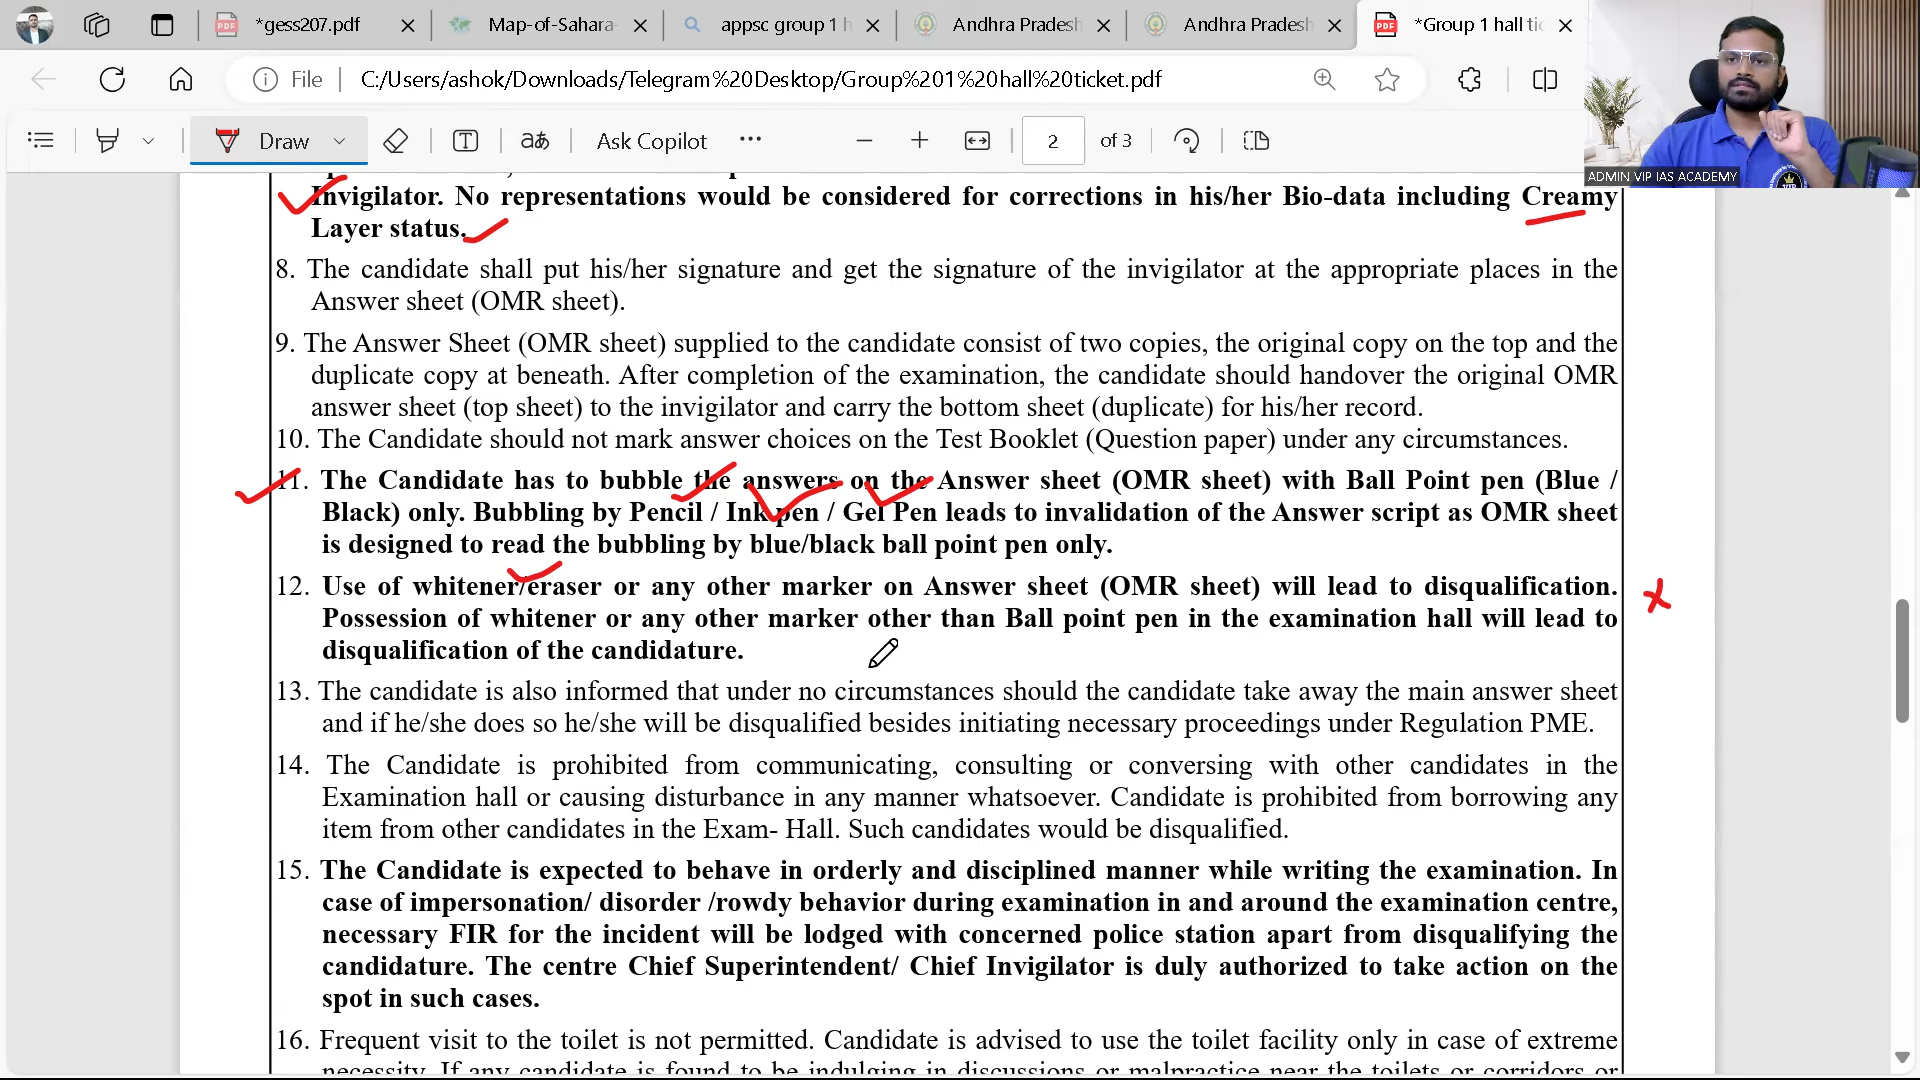 *gess207.pdf
Map-of-Sahara-
appsc group 1 h
Andhra Pradesh
Andhra Pradesh
*Group 1 hall tic
File
C:/Users/ashok/Downloads/Telegram%20Desktop/Group%201%20hall%20ticket.pdf
Draw
aあ
Ask Copilot
2
of 3
ADMIN VIP IAS ACADEMY
Invigilator. No representations would be considered for corrections in his/her Bio-data including Creamy
Layer status.
8. The candidate shall put his/her signature and get the signature of the invigilator at the appropriate places in the
Answer sheet (OMR sheet).
9. The Answer Sheet (OMR sheet) supplied to the candidate consist of two copies, the original copy on the top and the
duplicate copy at beneath. After completion of the examination, the candidate should handover the original OMR
answer sheet (top sheet) to the invigilator and carry the bottom sheet (duplicate) for his/her record.
10. The Candidate should not mark answer choices on the Test Booklet (Question paper) under any circumstances.
11. The Candidate has to bubble the answers on the Answer sheet (OMR sheet) with Ball Point pen (Blue /
Black) only. Bubbling by Pencil / Ink pen / Gel Pen leads to invalidation of the Answer script as OMR sheet
is designed to read the bubbling by blue/black ball point pen only.
12. Use of whitener/eraser or any other marker on Answer sheet (OMR sheet) will lead to disqualification.
Possession of whitener or any other marker other than Ball point pen in the examination hall will lead to
disqualification of the candidature.
13. The candidate is also informed that under no circumstances should the candidate take away the main answer sheet
and if he/she does so he/she will be disqualified besides initiating necessary proceedings under Regulation PME.
14. The Candidate is prohibited from communicating, consulting or conversing with other candidates in the
Examination hall or causing disturbance in any manner whatsoever. Candidate is prohibited from borrowing any
item from other candidates in the Exam- Hall. Such candidates would be disqualified.
15. The Candidate is expected to behave in orderly and disciplined manner while writing the examination. In
case of impersonation/ disorder /rowdy behavior during examination in and around the examination centre,
necessary FIR for the incident will be lodged with concerned police station apart from disqualifying the
candidature. The centre Chief Superintendent/ Chief Invigilator is duly authorized to take action on the
spot in such cases.
16. Frequent visit to the toilet is not permitted. Candidate is advised to use the toilet facility only in case of extreme
necessity. If any candidate is found to be indulging in discussions or malpractice near the toilets or corridors or